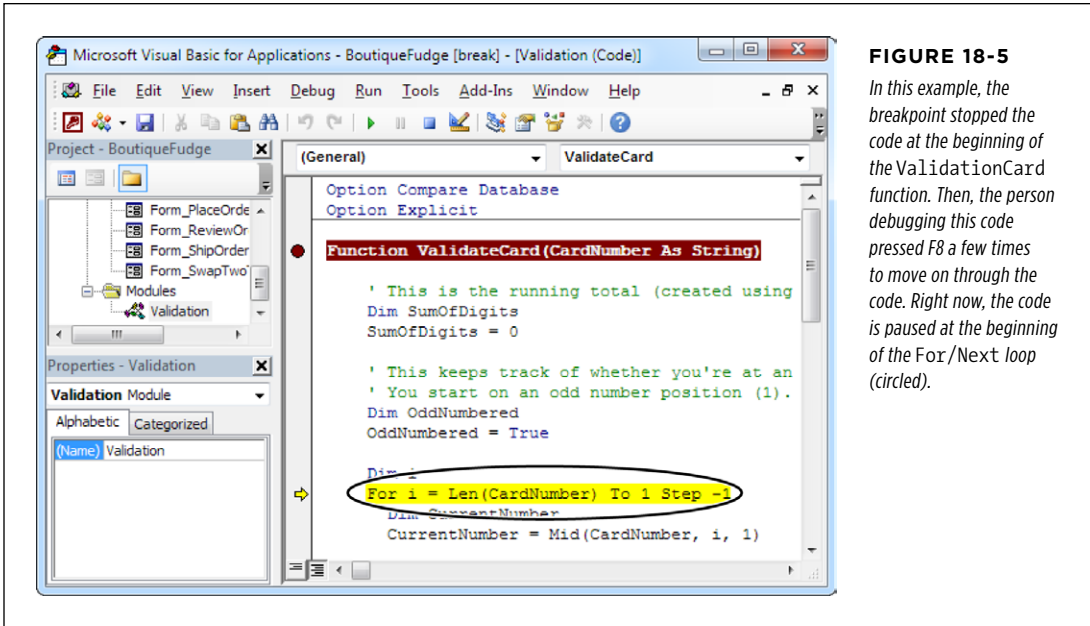 Microsoft Visual Basic for Applications - BoutiqueFudge [break] - [Validation (Code)]
File Edit View Insert Debug Run Tools Add-Ins Window Help
Project - BoutiqueFudge
Form_PlaceOrde
Form_ReviewOr
Form_ShipOrder
Form_SwapTwo
Modules
Validation
Properties - Validation
Validation Module
Alphabetic Categorized
(Name) Validation
(General) ValidateCard
Option Compare Database
Option Explicit
Function ValidateCard(CardNumber As String)
' This is the running total (created using
Dim SumOfDigits
SumOfDigits = 0
' This keeps track of whether you're at an
' You start on an odd number position (1).
Dim OddNumbered
OddNumbered = True
Dim i
For i = Len(CardNumber) To 1 Step -1
Dim CurrentNumber
CurrentNumber = Mid(CardNumber, i, 1)
FIGURE 18-5
In this example, the
breakpoint stopped the
code at the beginning of
the ValidationCard
function. Then, the person
debugging this code
pressed F8 a few times
to move on through the
code. Right now, the code
is paused at the beginning
of the For/Next loop
(circled).